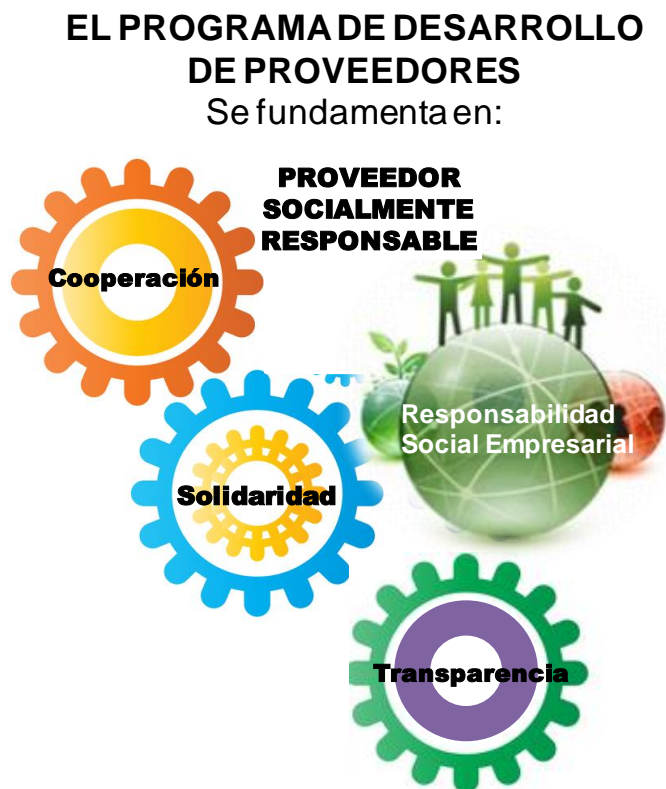 EL PROGRAMA DE DESARROLLO
DE PROVEEDORES
Se fundamenta en:
PROVEEDOR
SOCIALMENTE
RESPONSABLE
Cooperación
Responsabilidad
Social Empresarial
Solidaridad
Transparencia